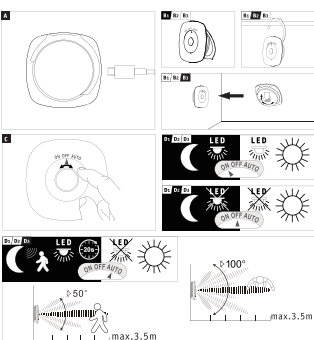 A
B1 B2 B3
B1 B2 B3
B1 B2 B3
C
ON OFF AUTO
D1 D2 D3
LED
LED
ON OFF AUTO
D1 D2 D3
LED
LED
ON OFF AUTO
D1 D2 D3
LED
~20s~
LED
ON OFF AUTO
50°
max.3.5m
100°
max.3.5m